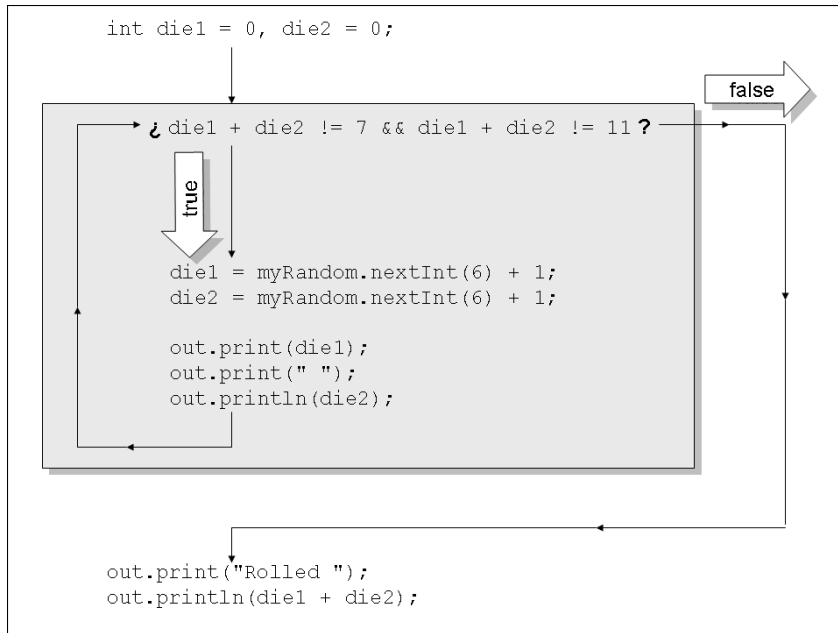 int die1 = 0, die2 = 0;
false
¿ die1 + die2 != 7 && die1 + die2 != 11 ?
true
die1 = myRandom.nextInt(6) + 1;
die2 = myRandom.nextInt(6) + 1;
out.print(die1);
out.print(" ");
out.println(die2);
out.print("Rolled ");
out.println(die1 + die2);